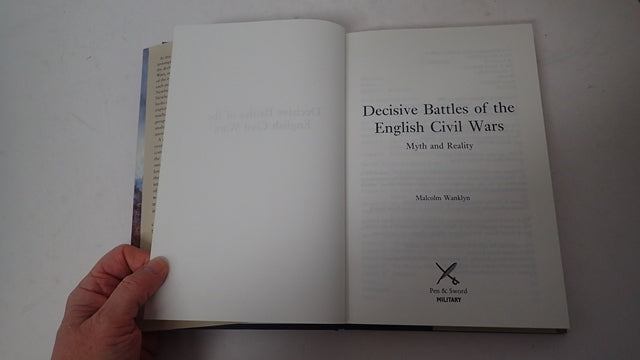 Decisive Battles of the
English Civil Wars
Myth and Reality
Malcolm Wanklyn
Pen & Sword
MILITARY